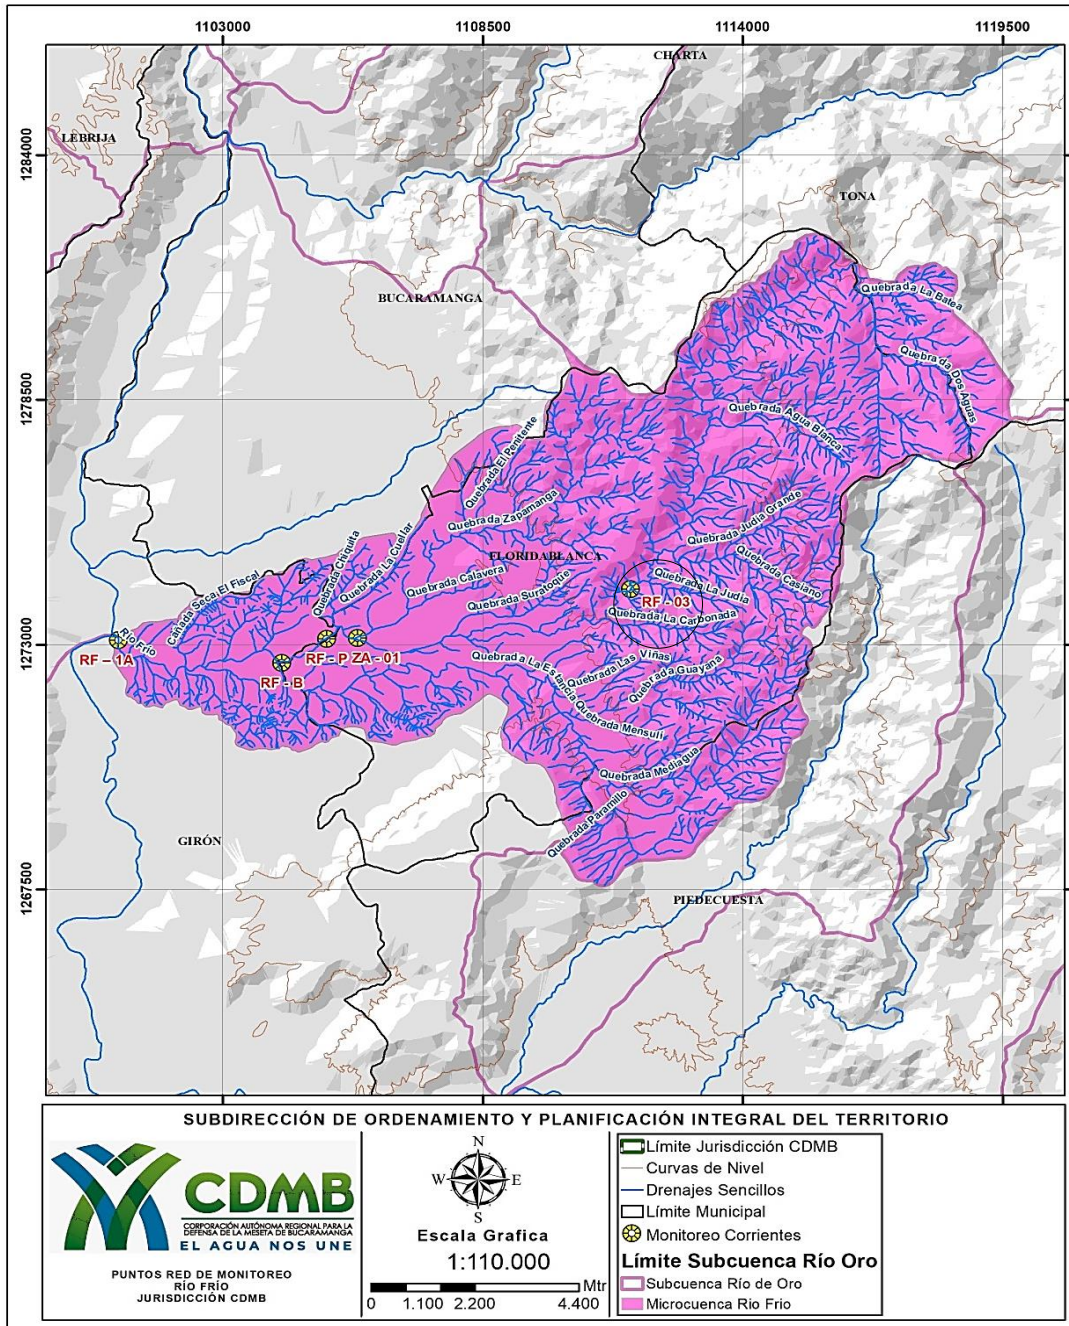 1103000 1108500 1114000 1119500
CHARTA
LEBRIJA
1284000
TONA
BUCARAMANGA
Quebrada La Batea
Quebrada Dos Aguas
1278500
1278500
Quebrada Agua Blanca
Quebrada El Penitente
Quebrada Zapamanga
Quebrada Judia Grande
FLORIDABLANCA
Quebrada Chiquita
Quebrada La Cuellar
Quebrada Calavera
Quebrada Suratoque
Quebrada Casiano
Quebrada La Judia
Cañada Seca El Fiscal
RF - 03
Quebrada La Carbonada
Río Frío
1273000
1273000
RF – 1A
RF - P ZA - 01
RF - B
Quebrada La Estancia
Quebrada Las Viñas
Quebrada Guayana
Quebrada Mensulí
Quebrada Mediagua
Quebrada Paramillo
GIRÓN
1267500
PIEDECUESTA
SUBDIRECCIÓN DE ORDENAMIENTO Y PLANIFICACIÓN INTEGRAL DEL TERRITORIO
CDMB
CORPORACIÓN AUTÓNOMA REGIONAL PARA LA
DEFENSA DE LA MESETA DE BUCARAMANGA
EL AGUA NOS UNE
PUNTOS RED DE MONITOREO
RÍO FRÍO
JURISDICCIÓN CDMB
N
W E
S
Escala Grafica
1:110.000
Mtr
0 1.100 2.200 4.400
Límite Jurisdicción CDMB
Curvas de Nivel
Drenajes Sencillos
Límite Municipal
Monitoreo Corrientes
Límite Subcuenca Río Oro
Subcuenca Río de Oro
Microcuenca Río Frio